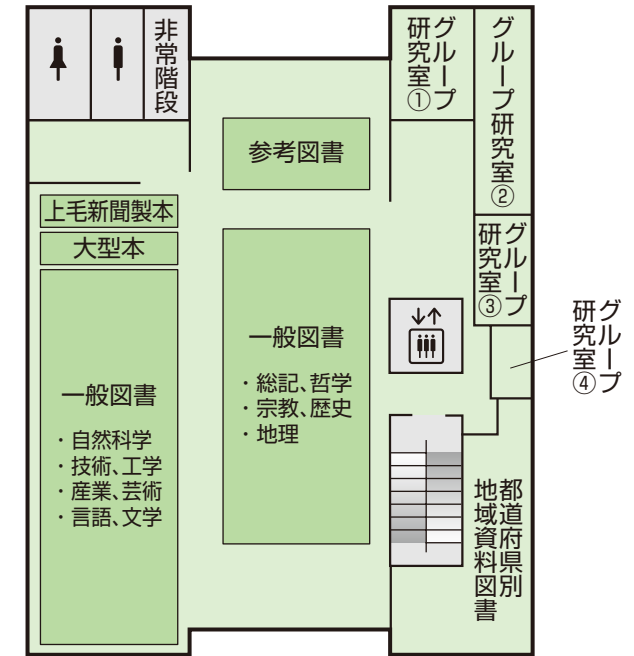 非常階段
グループ
研究室①
グループ研究室②
参考図書
上毛新聞製本
大型本
グループ
研究室③
一般図書
・総記、哲学
・宗教、歴史
・地理
グループ
研究室④
一般図書
・自然科学
・技術、工学
・産業、芸術
・言語、文学
都道府県別
地域資料図書